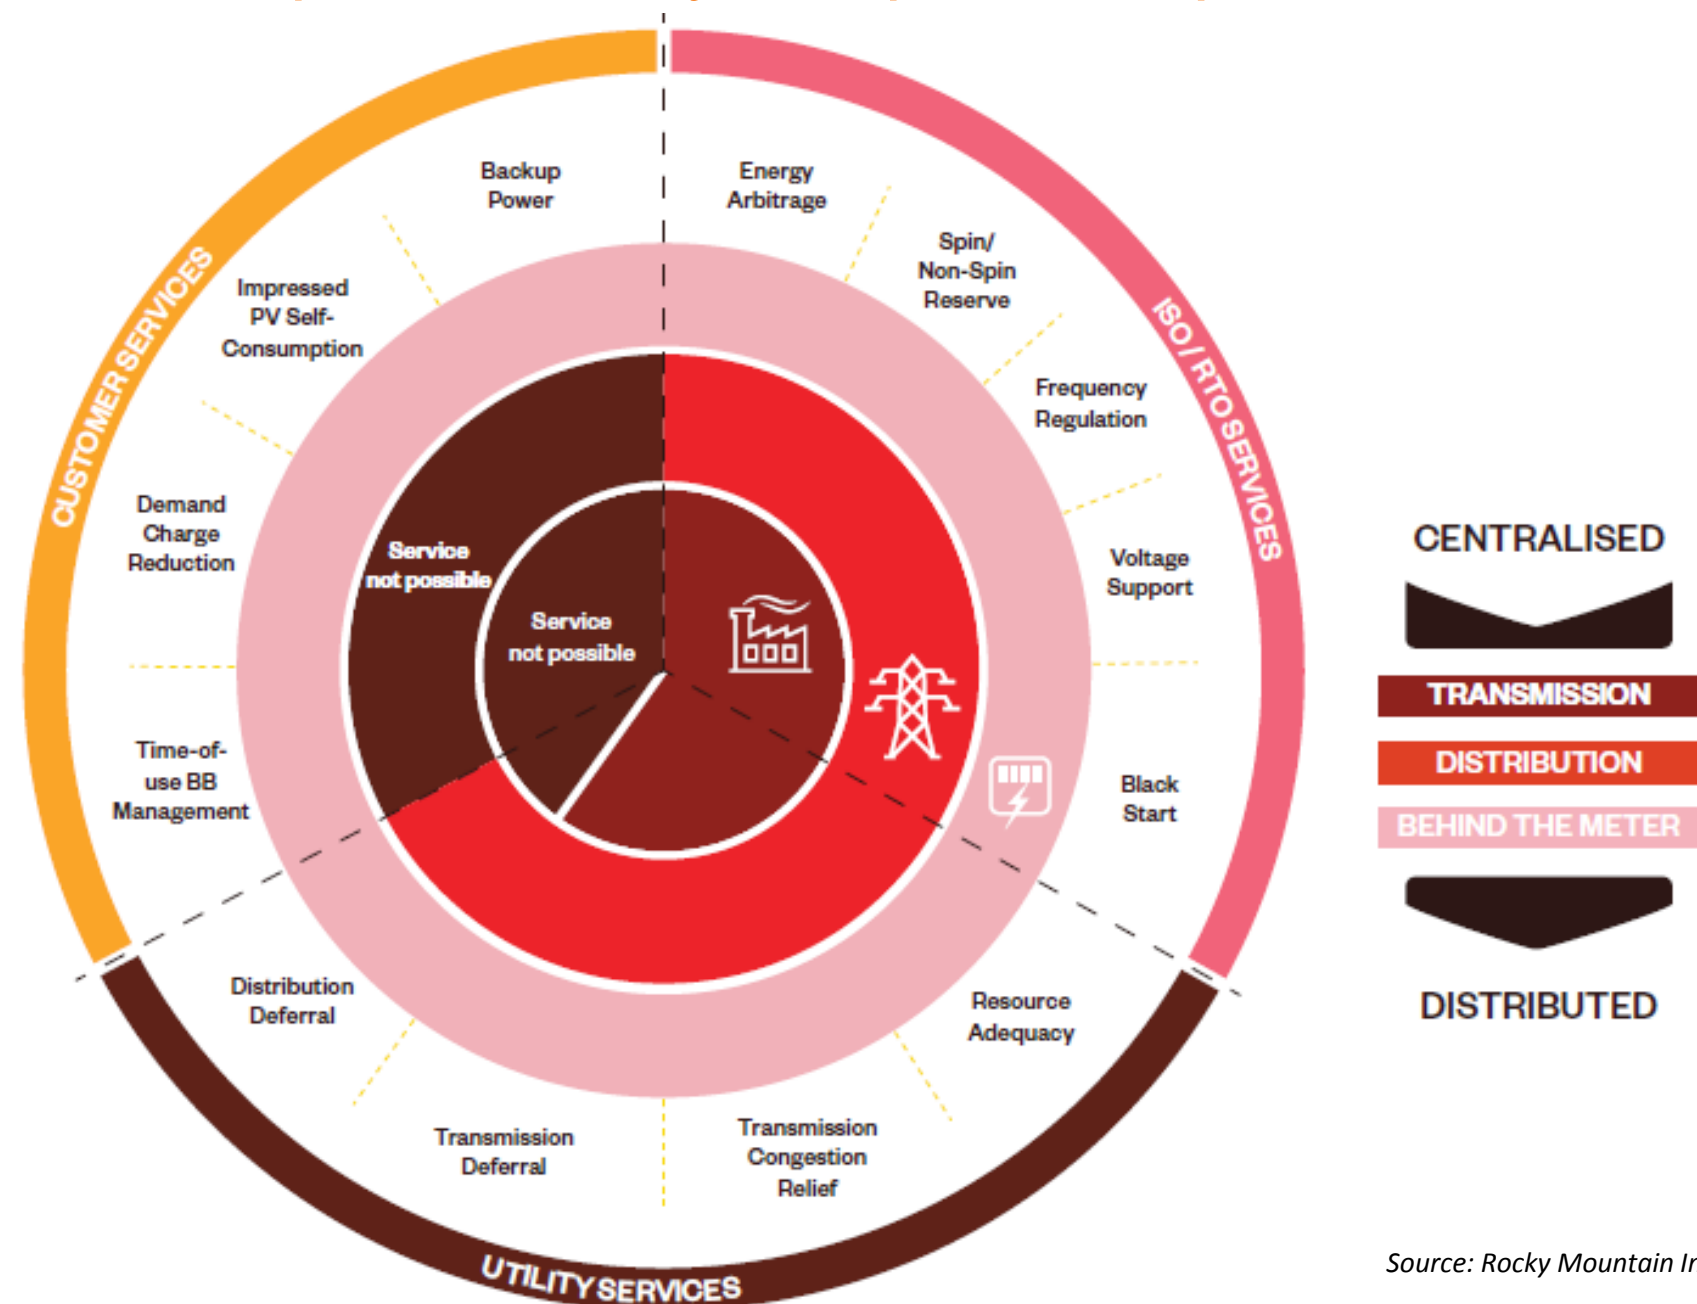 Backup
Power
Energy
Arbitrage
Spin/
Non-Spin
Reserve
Impressed
PV Self-
Consumption
Frequency
Regulation
CUSTOMER SERVICES
ISO / RTO SERVICES
Demand
Charge
Reduction
Service
not possible
Voltage
Support
Service
not possible
Time-of-
use BB
Management
Black
Start
Distribution
Deferral
Resource
Adequacy
Transmission
Deferral
Transmission
Congestion
Relief
UTILITY SERVICES
CENTRALISED
TRANSMISSION
DISTRIBUTION
BEHIND THE METER
DISTRIBUTED
Source: Rocky Mountain